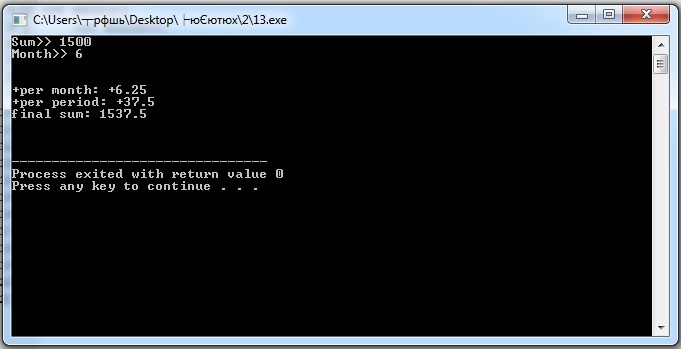 C:\Users\┬рфшь\Desktop\├юЄютюх\2\13.exe
Sum>> 1500
Month>> 6
+per month: +6.25
+per period: +37.5
final sum: 1537.5
--------------------------------
Process exited with return value 0
Press any key to continue . . .